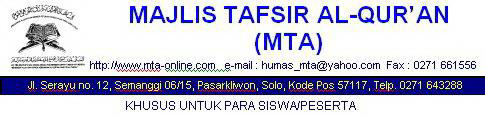 MAJLIS TAFSIR AL-QUR'AN
(MTA)
http://www.mta-online.com e-mail : humas_mta@yahoo.com Fax : 0271 661556
Jl. Serayu no. 12, Semanggi 06/15, Pasarkliwon, Solo, Kode Pos 57117, Telp. 0271 643288
KHUSUS UNTUK PARA SISWA/PESERTA